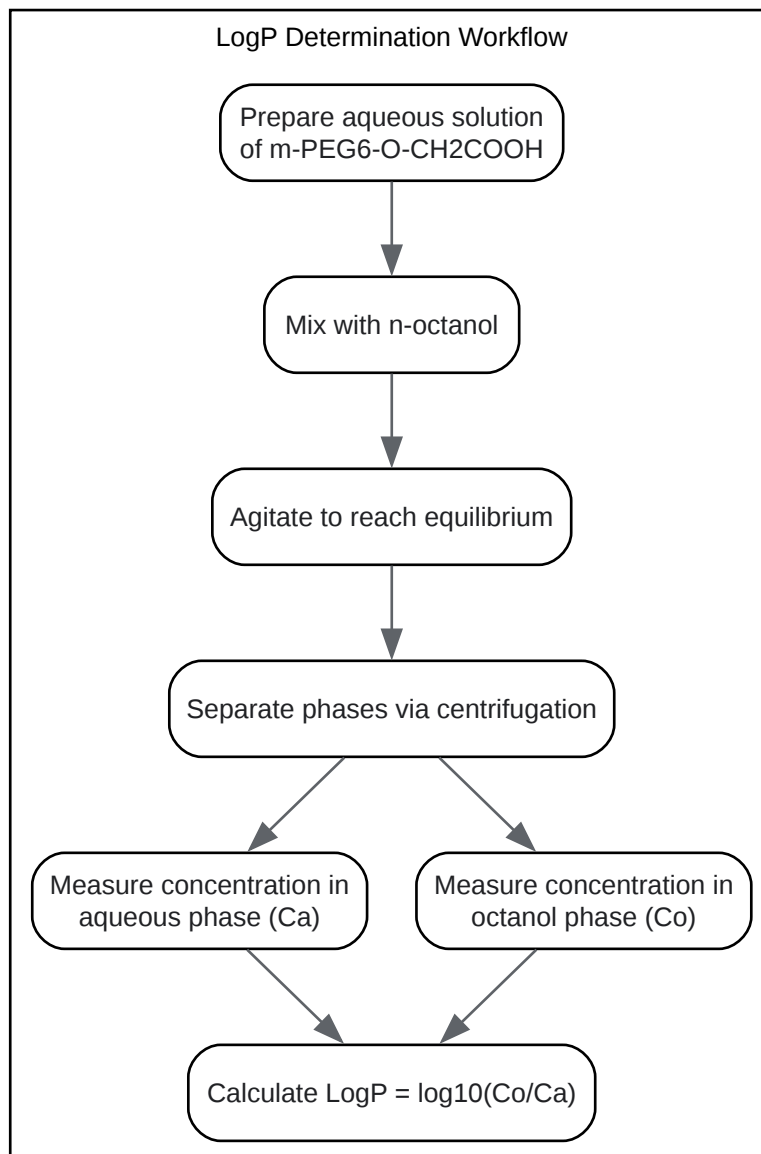 LogP Determination Workflow
Prepare aqueous solution
of m-PEG6-O-CH2COOH
Mix with n-octanol
Agitate to reach equilibrium
Separate phases via centrifugation
Measure concentration in
aqueous phase (Ca)
Measure concentration in
octanol phase (Co)
Calculate LogP = log10(Co/Ca)